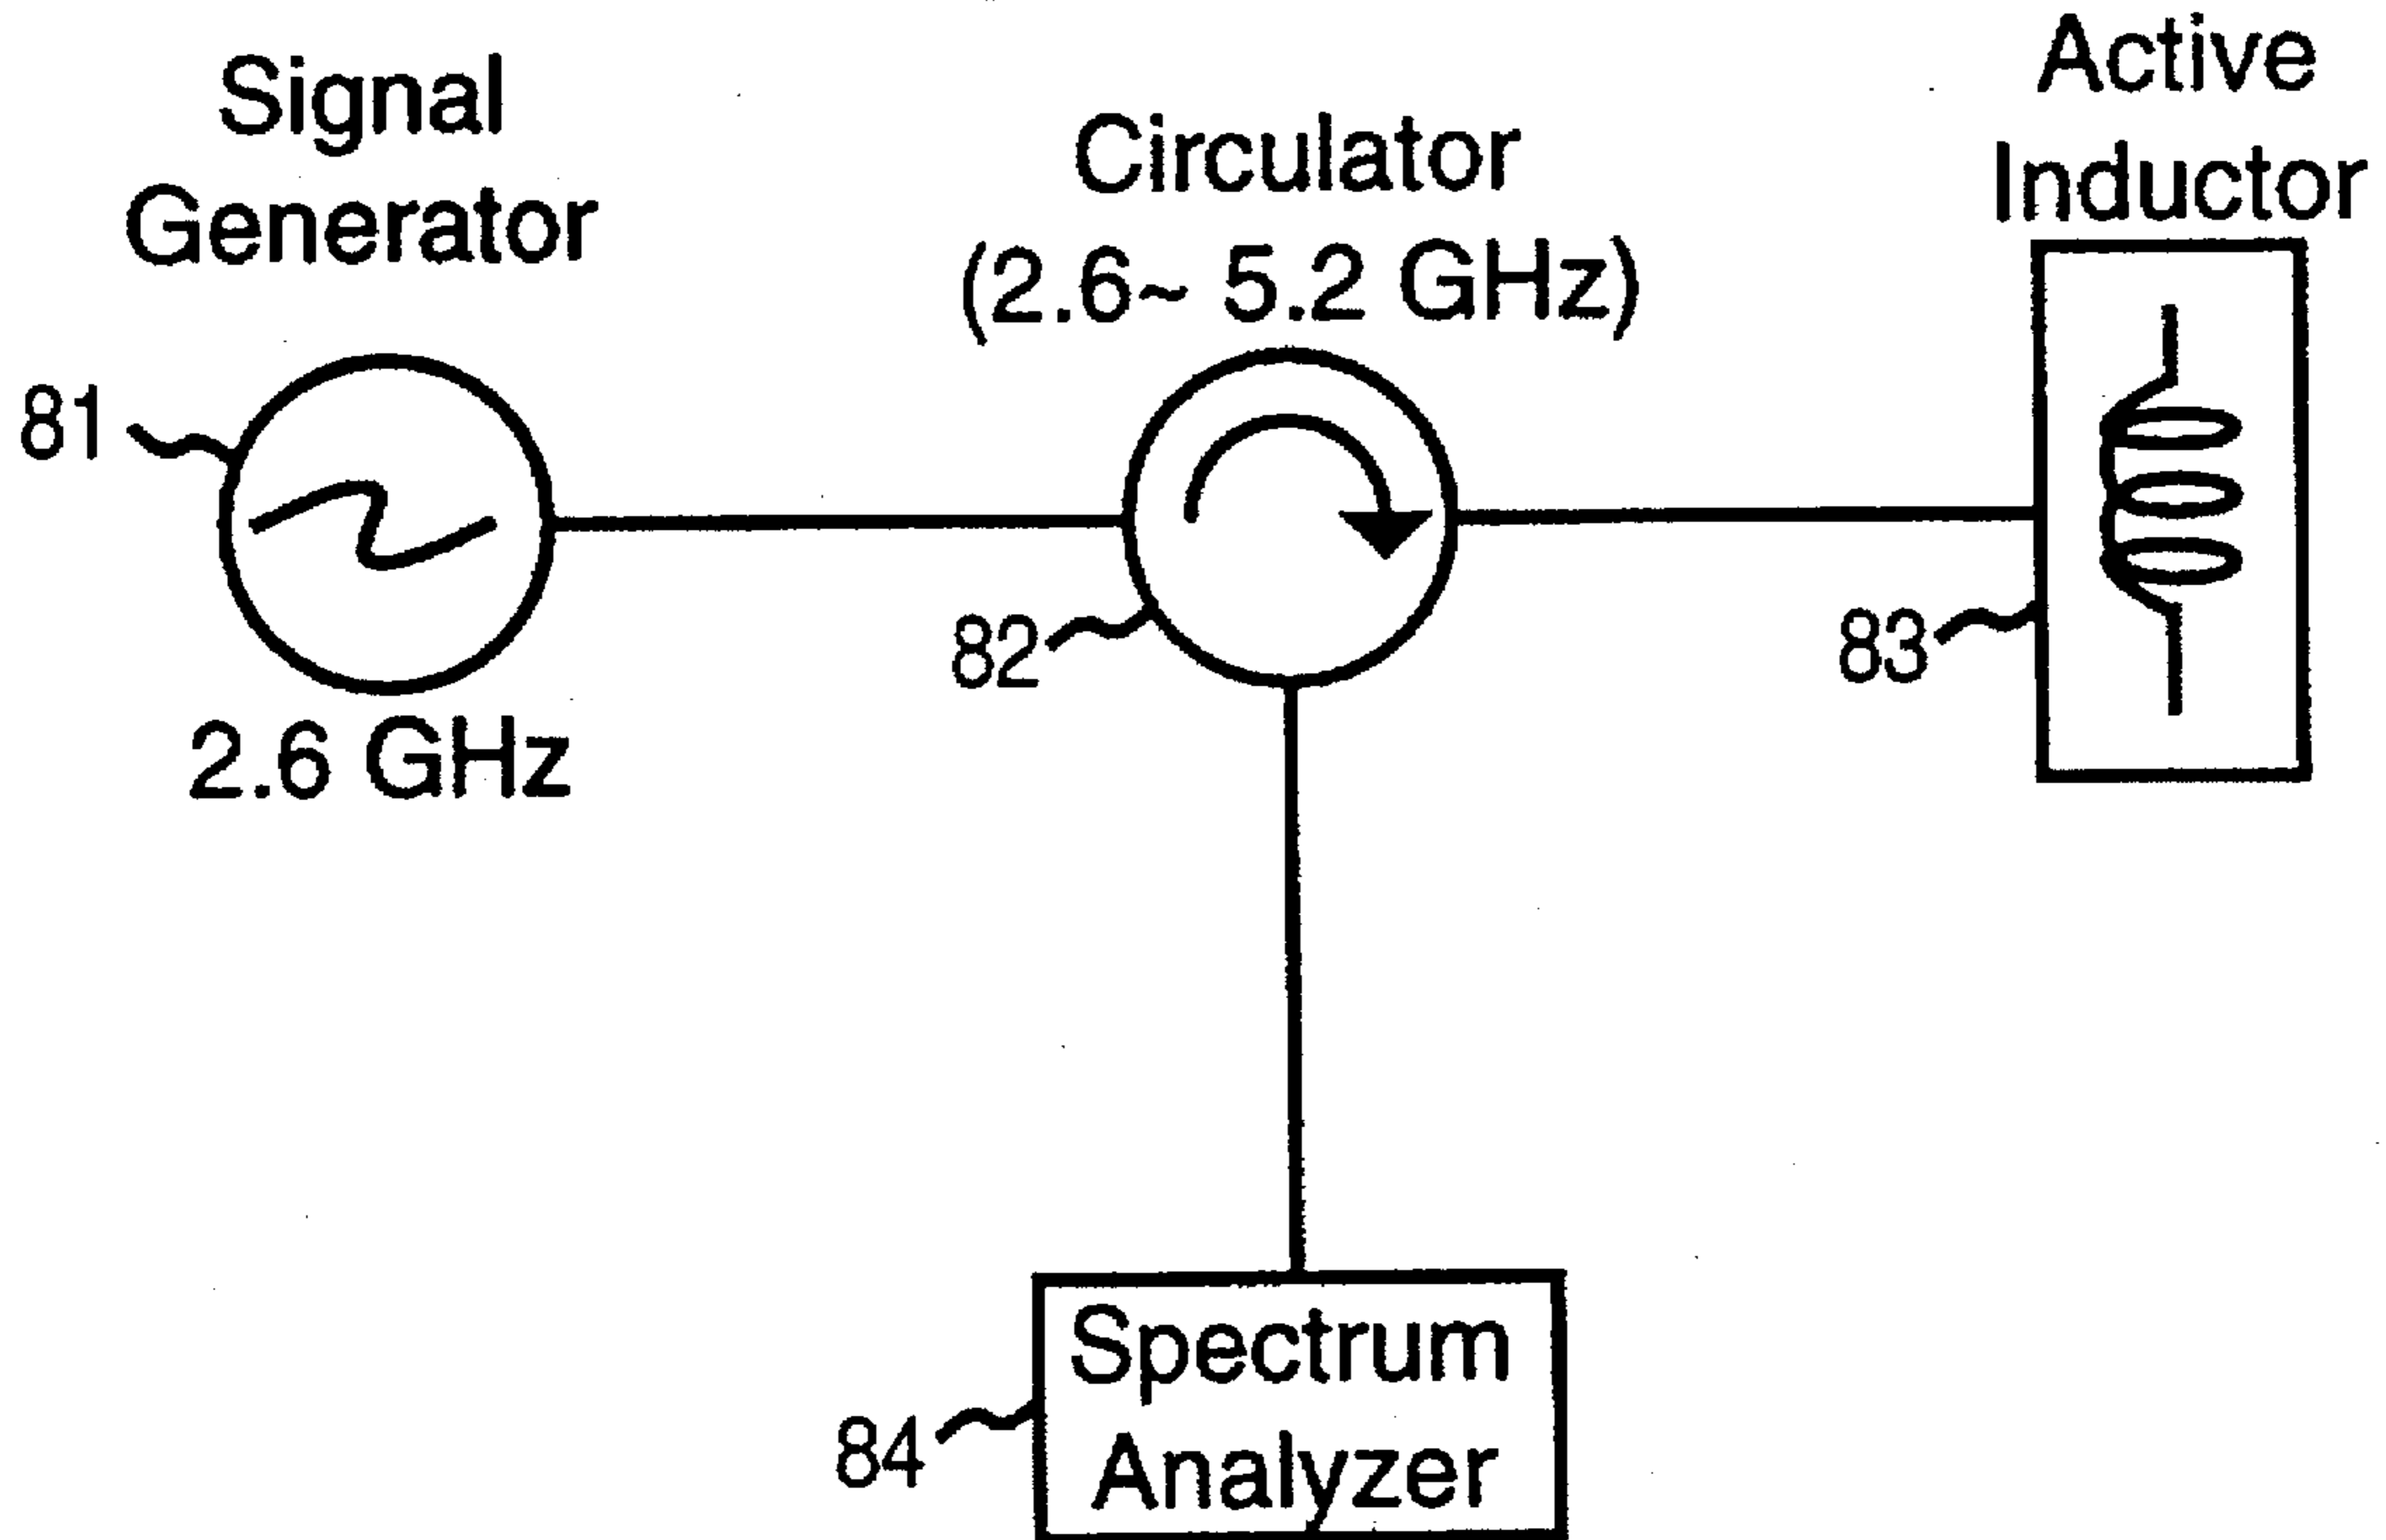 Signal
Generator
81
2.6 GHz
Circulator
(2.6~ 5.2 GHz)
82
Active
Inductor
83
84
Spectrum
Analyzer